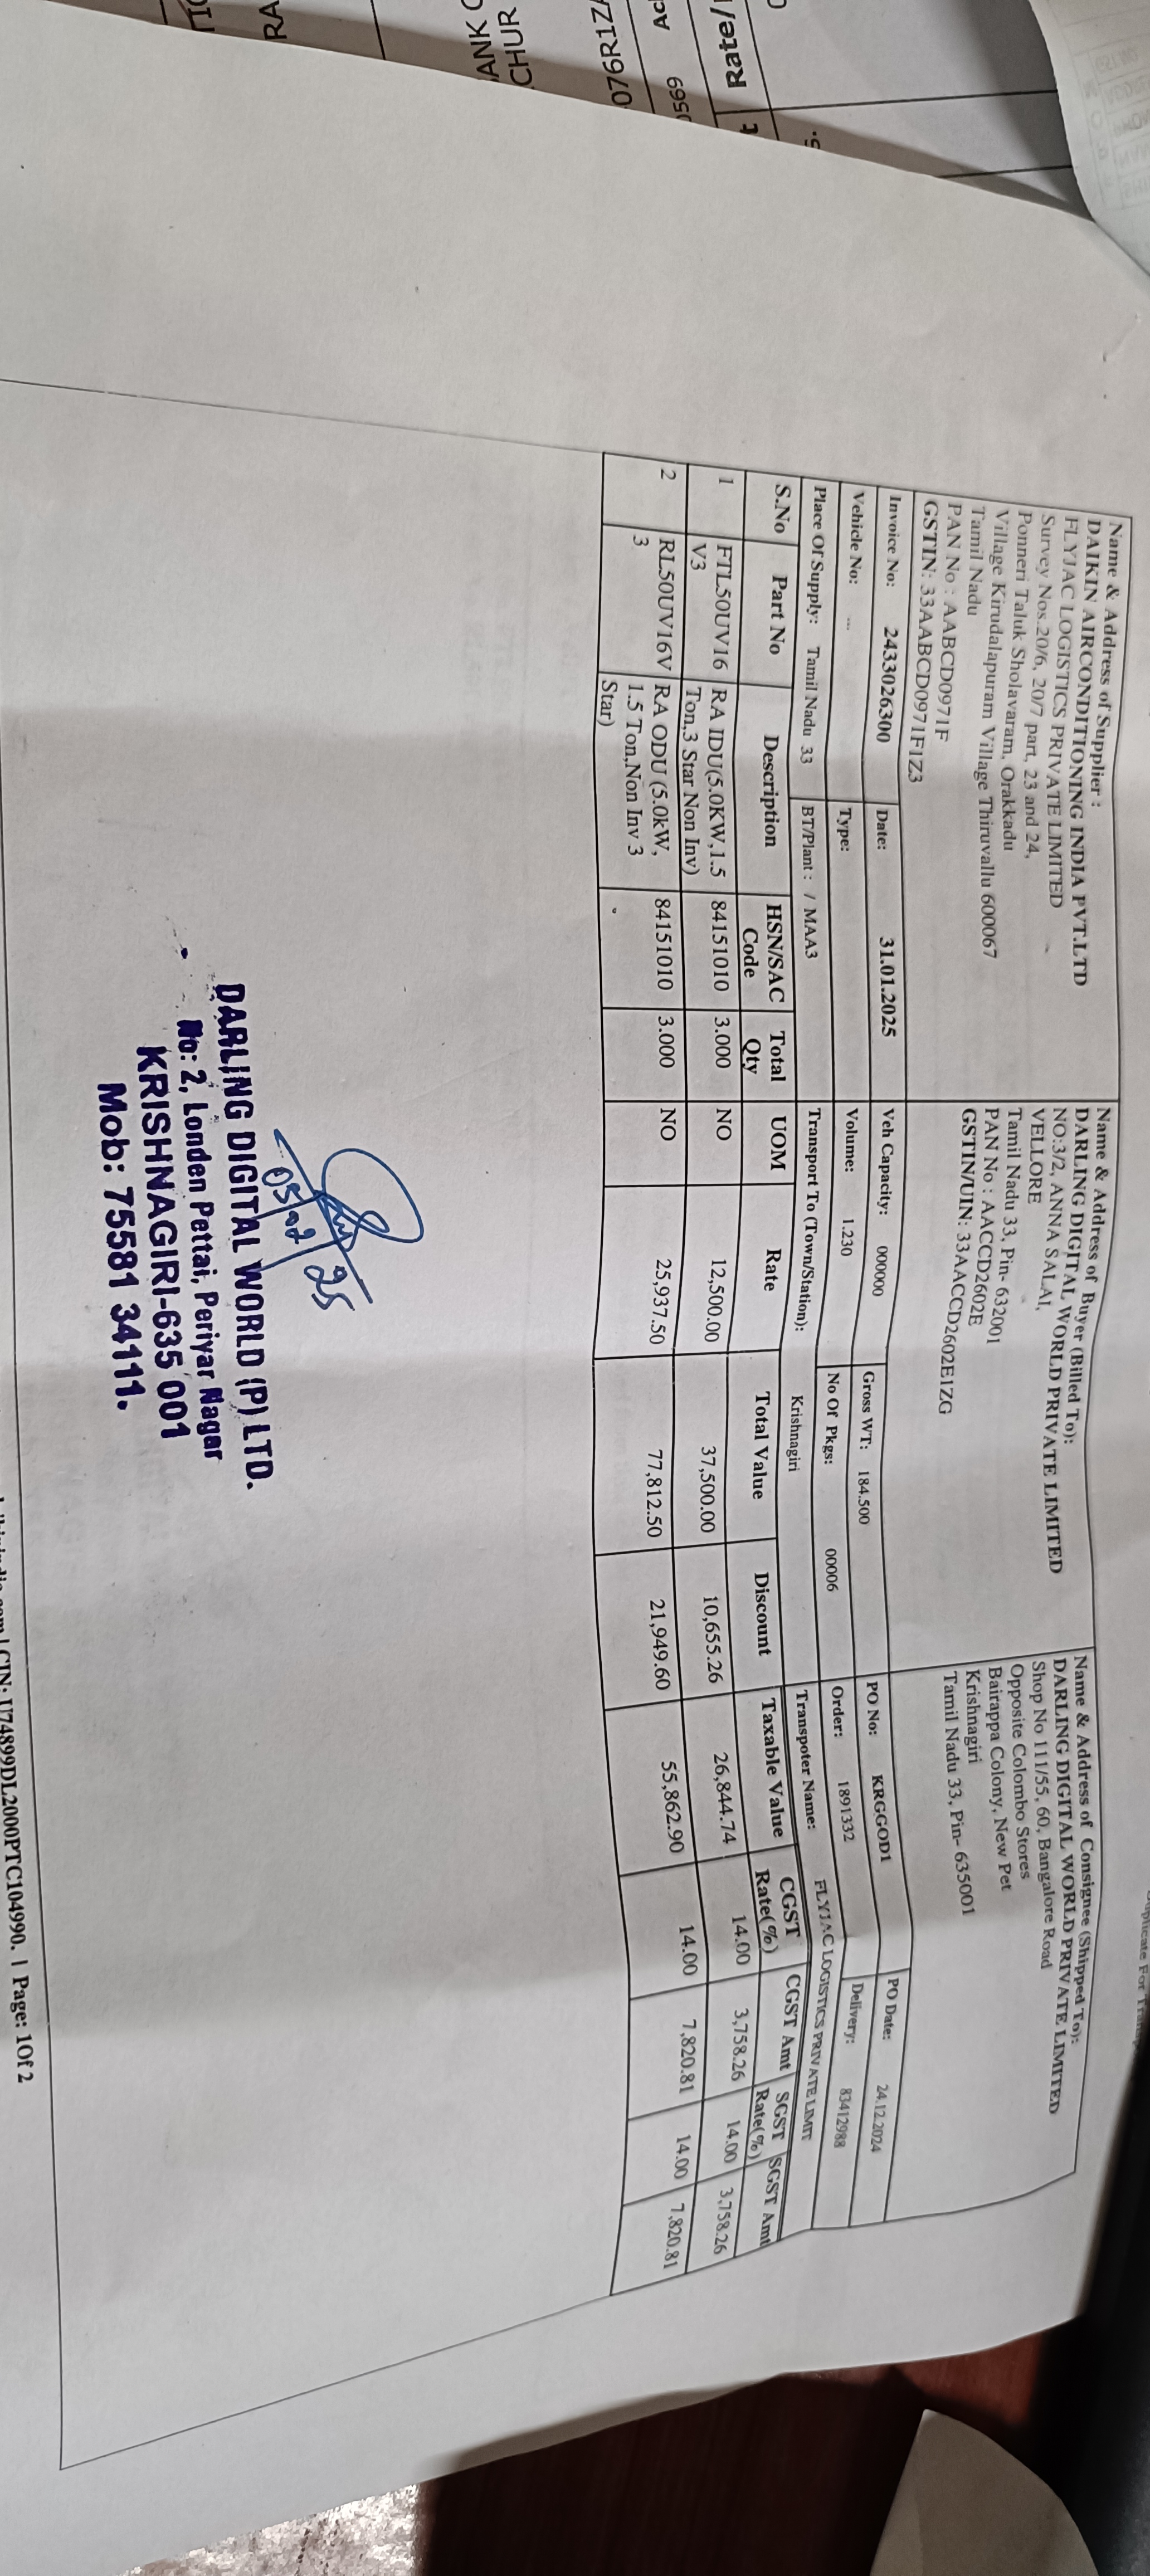 Name & Address of Supplier :
DAIKIN AIRCONDITIONING INDIA PVT.LTD
FLYJAC LOGISTICS PRIVATE LIMITED
Survey Nos.20/6, 20/7 part, 23 and 24,
Ponneri Taluk Sholavaram, Orakkadu
Village Kirudalapuram Village Thiruvallu 600067
Tamil Nadu
PAN No : AABCD0971F
GSTIN: 33AABCD0971F1Z3
Name & Address of Buyer (Billed To):
DARLING DIGITAL WORLD PRIVATE LIMITED
NO:3/2, ANNA SALAI,
VELLORE
Tamil Nadu 33, Pin- 632001
PAN No : AACCD2602E
GSTIN/UIN: 33AACCD2602E1ZG
Name & Address of Consignee (Shipped To):
DARLING DIGITAL WORLD PRIVATE LIMITED
Shop No 111/55, 60, Bangalore Road
Opposite Colombo Stores
Bairappa Colony, New Pet
Krishnagiri
Tamil Nadu 33, Pin- 635001
Invoice No: 2433026300 Date: 31.01.2025 Veh Capacity: 000000 Gross WT: 184.500 PO No: KRGGOD1 PO Date: 24.12.2024
Vehicle No: ... Type: Volume: 1.230 No Of Pkgs: 00006 Order: 1891332 Delivery: 83412988
Place Of Supply: Tamil Nadu 33 BT/Plant : / MAA3 Transport To (Town/Station): Krishnagiri Transpoter Name: FLYJAC LOGISTICS PRIVATE LIMIT
S.No Part No Description HSN/SAC Code Total Qty UOM Rate Total Value Discount Taxable Value CGST Rate(%) CGST Amt SGST Rate(%) SGST Amt
1 FTL50UV16 RA IDU(5.0KW,1.5 84151010 3.000 NO 12,500.00 37,500.00 10,655.26 26,844.74 14.00 3,758.26 14.00 3,758.26
V3 Ton,3 Star Non Inv)
2 RL50UV16V RA ODU (5.0kW, 84151010 3.000 NO 25,937.50 77,812.50 21,949.60 55,862.90 14.00 7,820.81 14.00 7,820.81
3 1.5 Ton,Non Inv 3
Star)
05/02/25
DARLING DIGITAL WORLD (P) LTD.
No: 2, Londen Pettai, Periyar Nagar
KRISHNAGIRI-635 001
Mob: 75581 34111.
CIN: U74899DL2000PTC104990. | Page: 1Of 2
ANK
CHUR
076R1Z
0569
Rate/